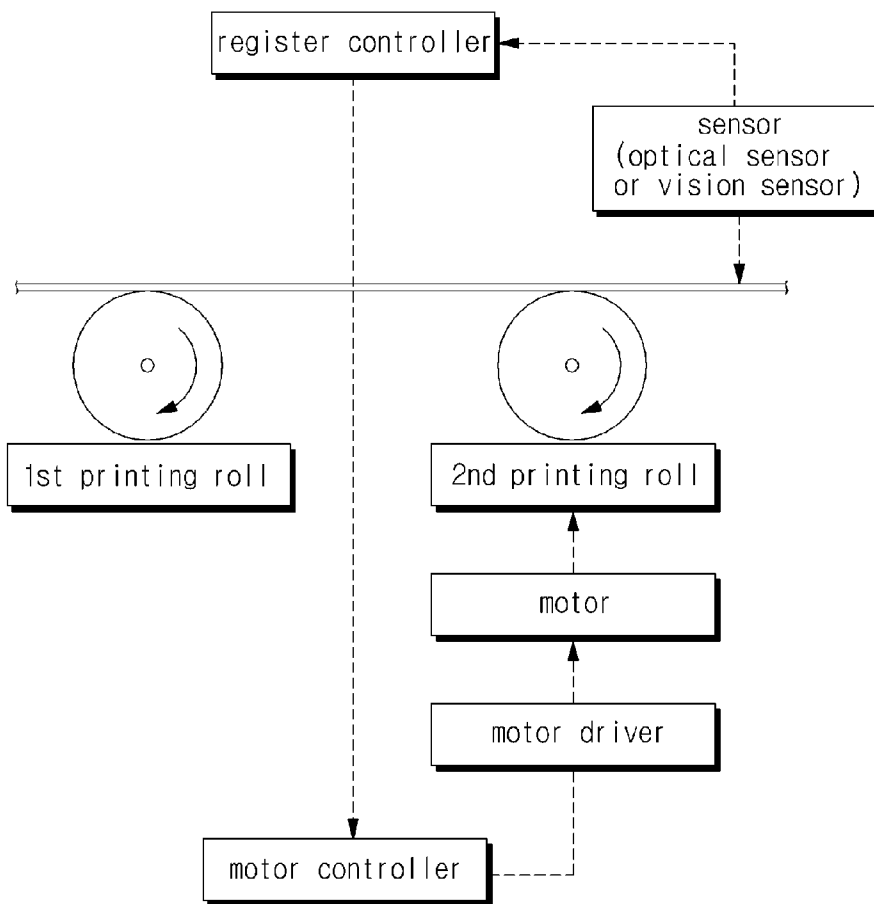 register controller
sensor
(optical sensor
or vision sensor)
1st printing roll
2nd printing roll
motor
motor driver
motor controller